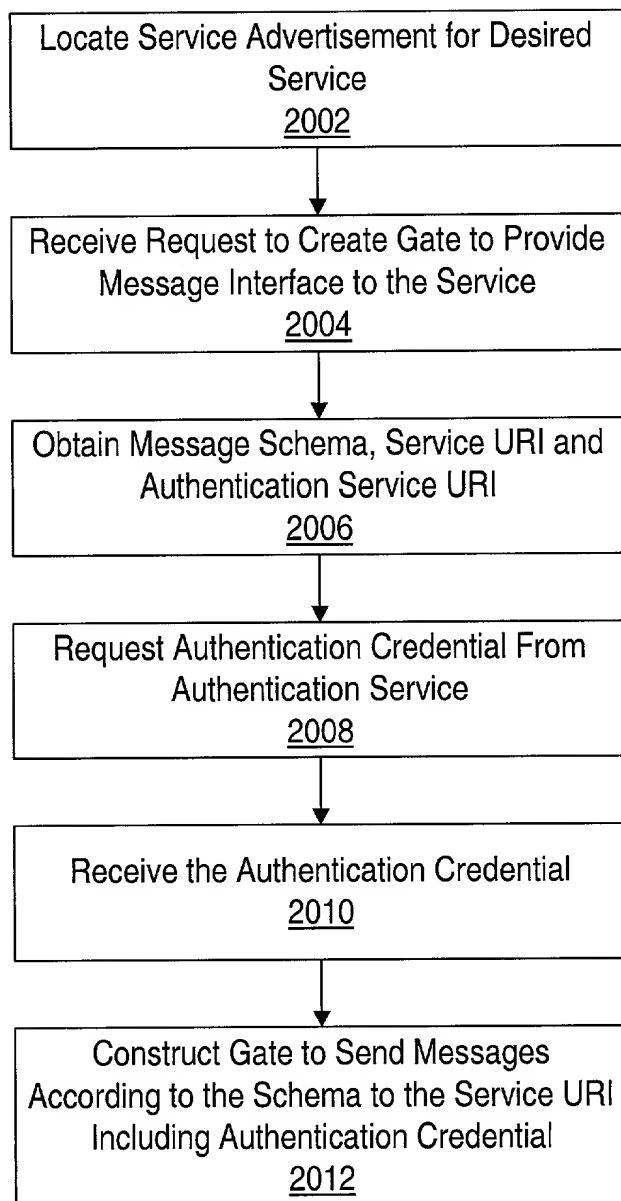 Locate Service Advertisement for Desired
Service
2002
Receive Request to Create Gate to Provide
Message Interface to the Service
2004
Obtain Message Schema, Service URI and
Authentication Service URI
2006
Request Authentication Credential From
Authentication Service
2008
Receive the Authentication Credential
2010
Construct Gate to Send Messages
According to the Schema to the Service URI
Including Authentication Credential
2012